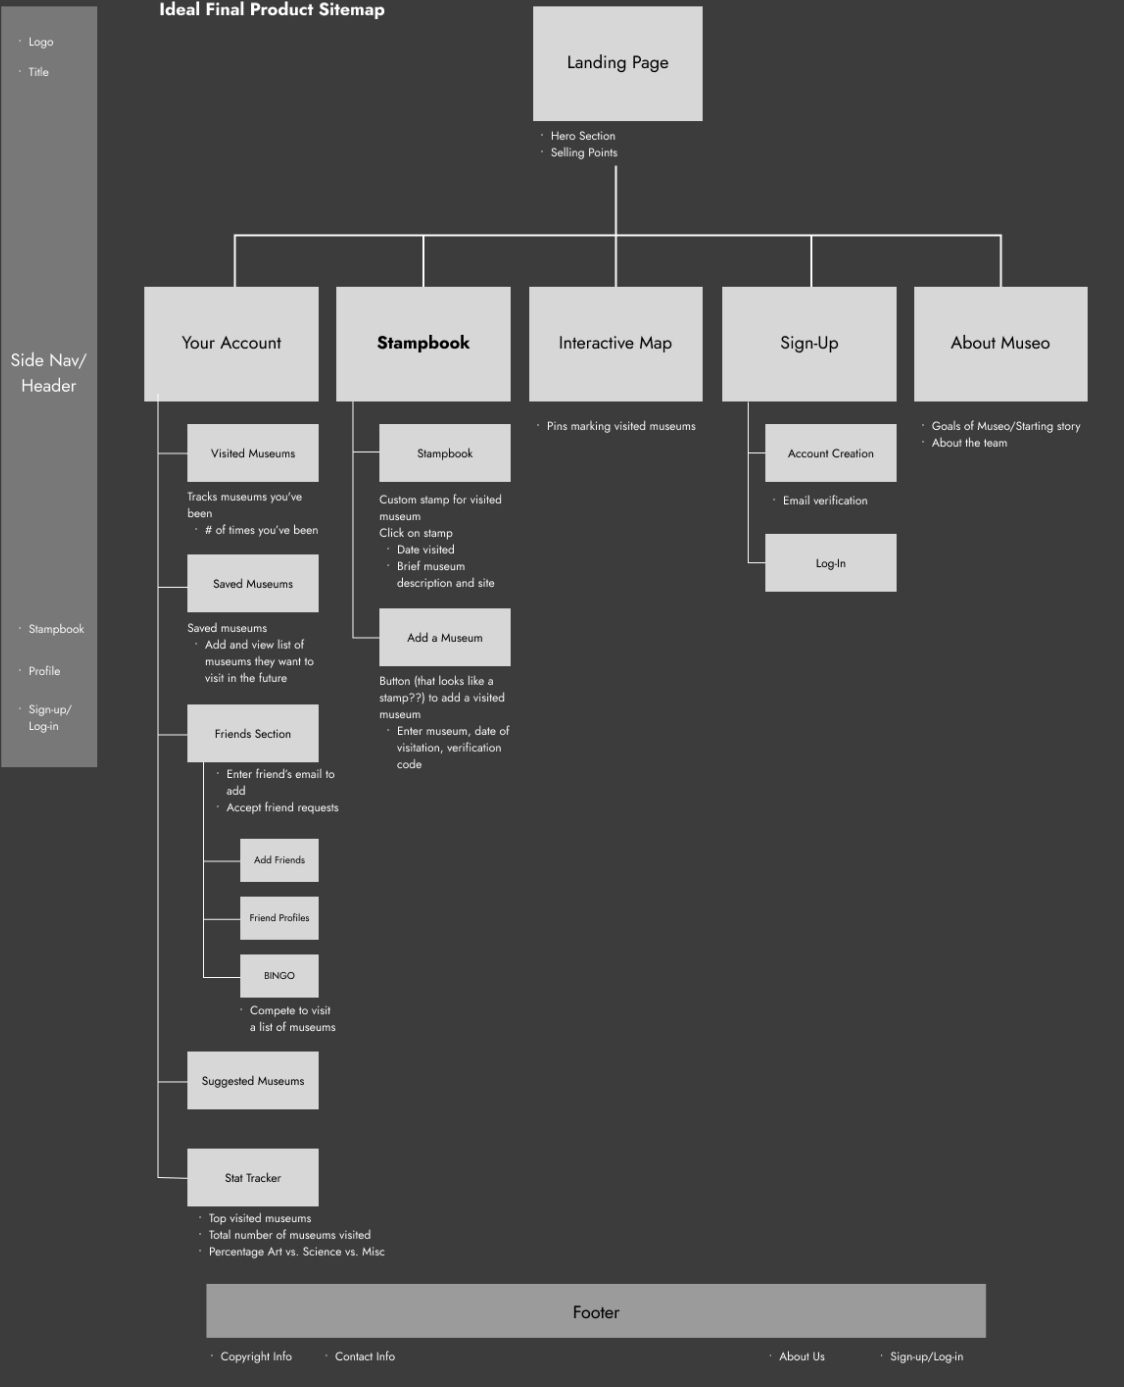 Ideal Final Product Sitemap
· Logo
· Title
Side Nav/
Header
· Stampbook
· Profile
· Sign-up/
Log-in
Landing Page
· Hero Section
· Selling Points
Your Account
Visited Museums
Tracks museums you've
been
· # of times you've been
Saved Museums
Saved museums
· Add and view list of
museums they want to
visit in the future
Friends Section
· Enter friend's email to
add
· Accept friend requests
Add Friends
Friend Profiles
BINGO
· Compete to visit
a list of museums
Suggested Museums
Stat Tracker
· Top visited museums
· Total number of museums visited
· Percentage Art vs. Science vs. Misc
Stampbook
Stampbook
Custom stamp for visited
museum
Click on stamp
· Date visited
· Brief museum
description and site
Add a Museum
Button (that looks like a
stamp??) to add a visited
museum
· Enter museum, date of
visitation, verification
code
Interactive Map
· Pins marking visited museums
Sign-Up
Account Creation
· Email verification
Log-In
About Museo
· Goals of Museo/Starting story
· About the team
Footer
· Copyright Info
· Contact Info
· About Us
· Sign-up/Log-in